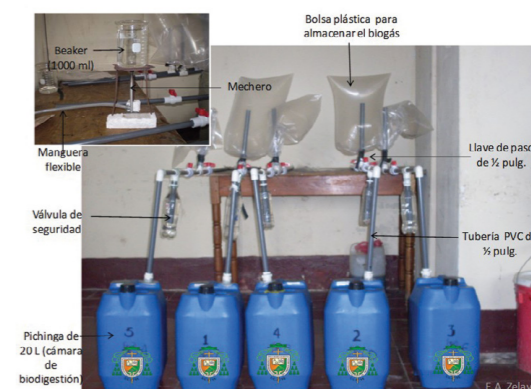 Beaker
(1000 ml)
Mechero
Manguera
flexible
Bolsa plástica para
almacenar el biogás
Llave de paso
de ½ pulg.
Válvula de
seguridad
Tubería PVC d
½ pulg.
Pichinga de
20 L (cámara
de
biodigestión)
5
1
4
2
3
E.A. Zelay